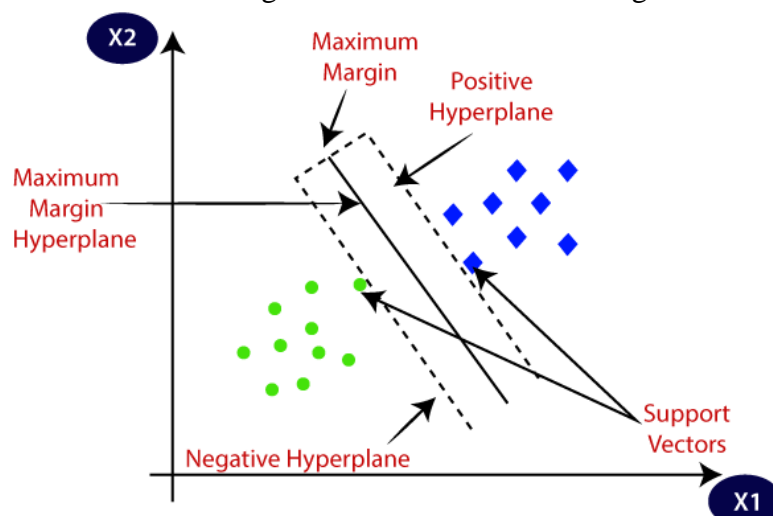 X2
Maximum
Margin
Positive
Hyperplane
Maximum
Margin
Hyperplane
Support
Vectors
Negative Hyperplane
X1